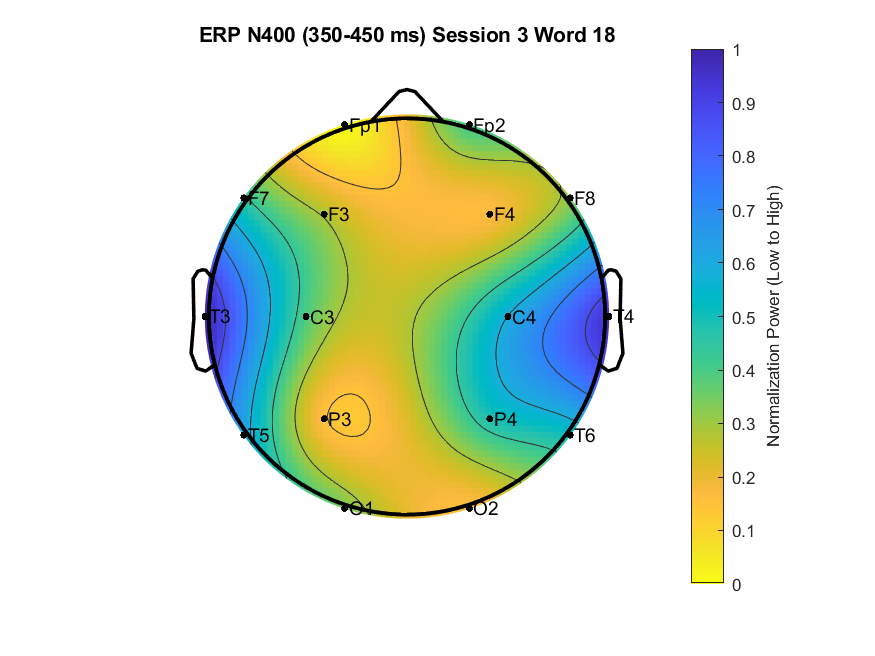 ERP N400 (350-450 ms) Session 3 Word 18
Fp1 Fp2
F7 F8
F3 F4
T3 C3 C4 T4
P3 P4
T5 T6
O1 O2
1
0.9
0.8
0.7
0.6
0.5
0.4
0.3
0.2
0.1
0
Normalization Power (Low to High)